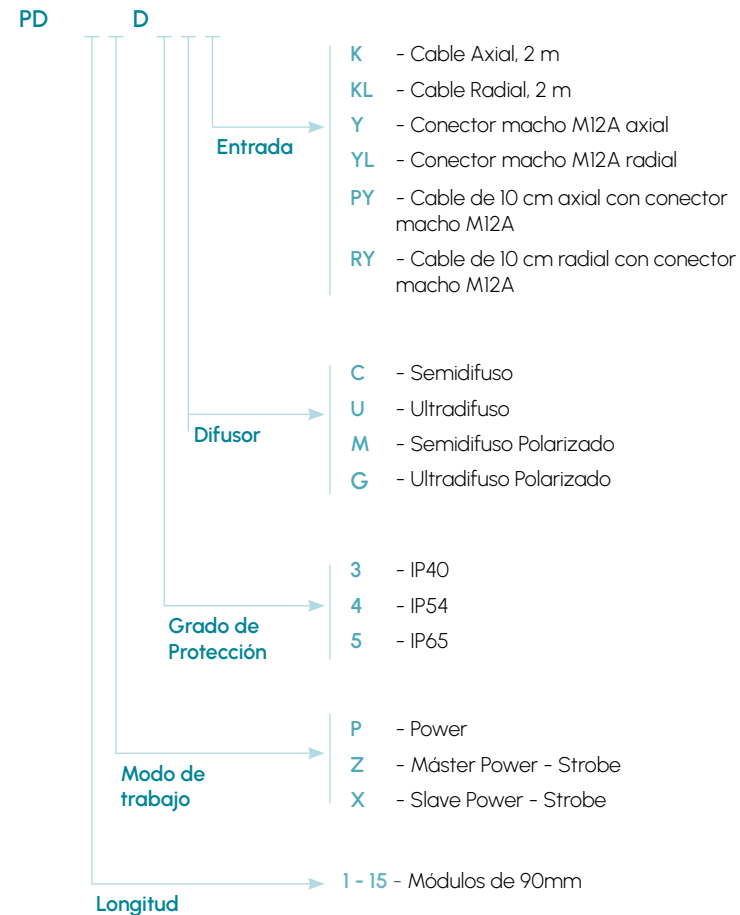 PD D
K - Cable Axial, 2 m
KL - Cable Radial, 2 m
Y - Conector macho M12A axial
Entrada
YL - Conector macho M12A radial
PY - Cable de 10 cm axial con conector
macho M12A
RY - Cable de 10 cm radial con conector
macho M12A
C - Semidifuso
U - Ultradifuso
Difusor
M - Semidifuso Polarizado
G - Ultradifuso Polarizado
3 - IP40
4 - IP54
Grado de
Protección
5 - IP65
P - Power
Z - Máster Power - Strobe
Modo de
trabajo
X - Slave Power - Strobe
1 - 15 - Módulos de 90mm
Longitud